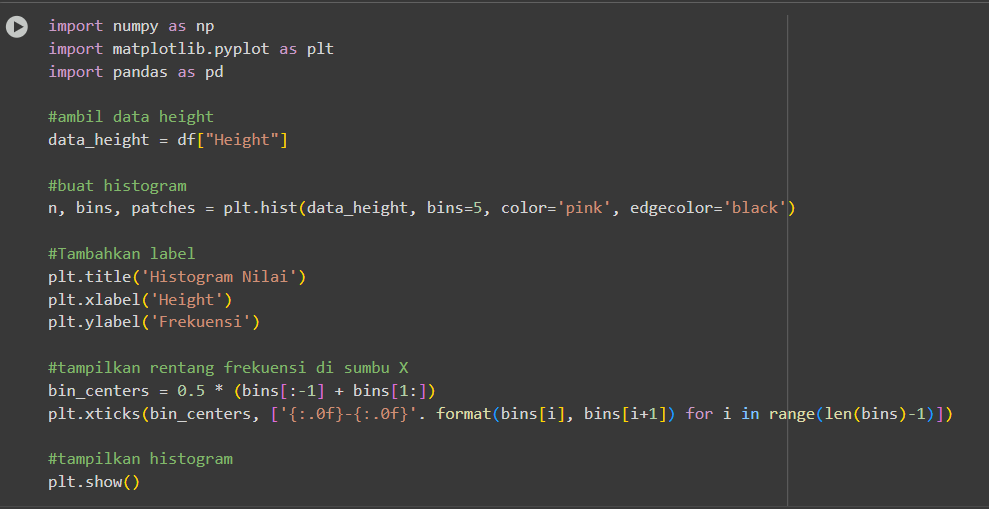 import numpy as np
import matplotlib.pyplot as plt
import pandas as pd
#ambil data height
data_height = df["Height"]
#buat histogram
n, bins, patches = plt.hist(data_height, bins=5, color='pink', edgecolor='black')
#Tambahkan label
plt.title('Histogram Nilai')
plt.xlabel('Height')
plt.ylabel('Frekuensi')
#tampilkan rentang frekuensi di sumbu X
bin_centers = 0.5 * (bins[:-1] + bins[1:])
plt.xticks(bin_centers, ['{:.0f}-{:.0f}'. format(bins[i], bins[i+1]) for i in range(len(bins)-1)])
#tampilkan histogram
plt.show()